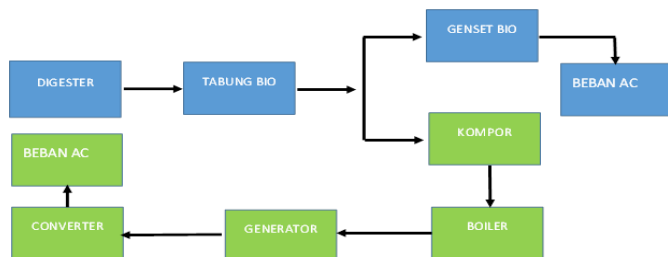 GENSET BIO
DIGESTER
TABUNG BIO
BEBAN AC
KOMPOR
BEBAN AC
CONVERTER
GENERATOR
BOILER